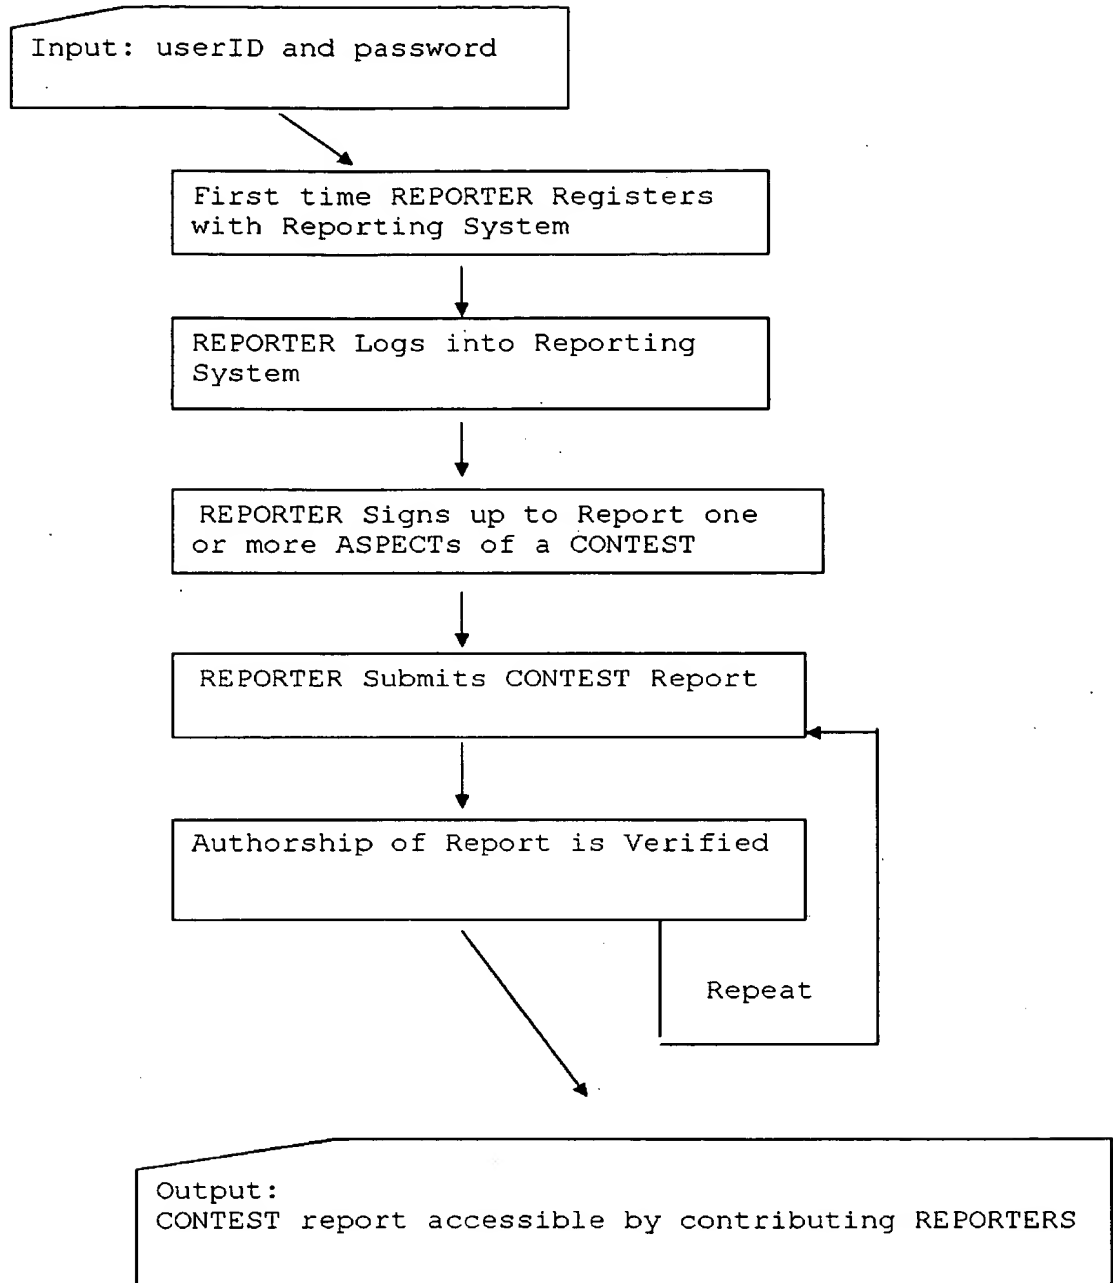 Input: userID and password
First time REPORTER Registers
with Reporting System
REPORTER Logs into Reporting
System
REPORTER Signs up to Report one
or more ASPECTs of a CONTEST
REPORTER Submits CONTEST Report
Authorship of Report is Verified
Repeat
Output:
CONTEST report accessible by contributing REPORTERS